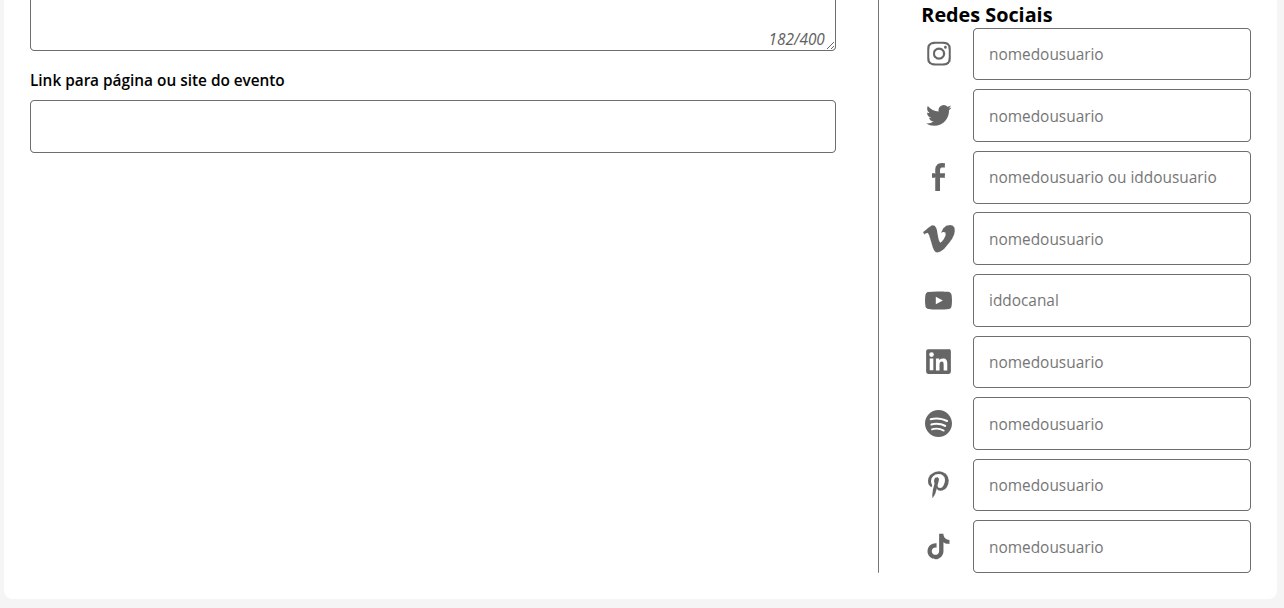 182/400
Link para página ou site do evento
Redes Sociais
nomedousuario
nomedousuario
nomedousuario ou iddousuario
nomedousuario
iddocanal
nomedousuario
nomedousuario
nomedousuario
nomedousuario